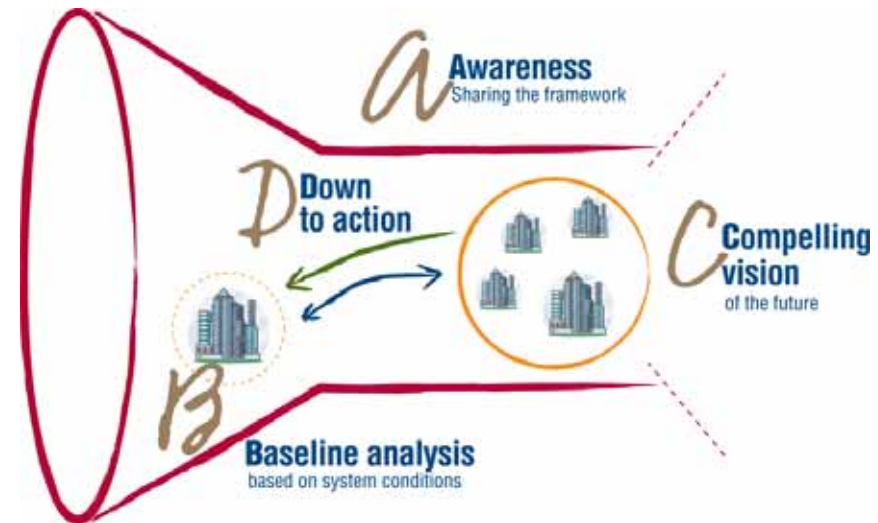 A Awareness
Sharing the framework
D Down
to action
C Compelling
vision
of the future
B Baseline analysis
based on system conditions